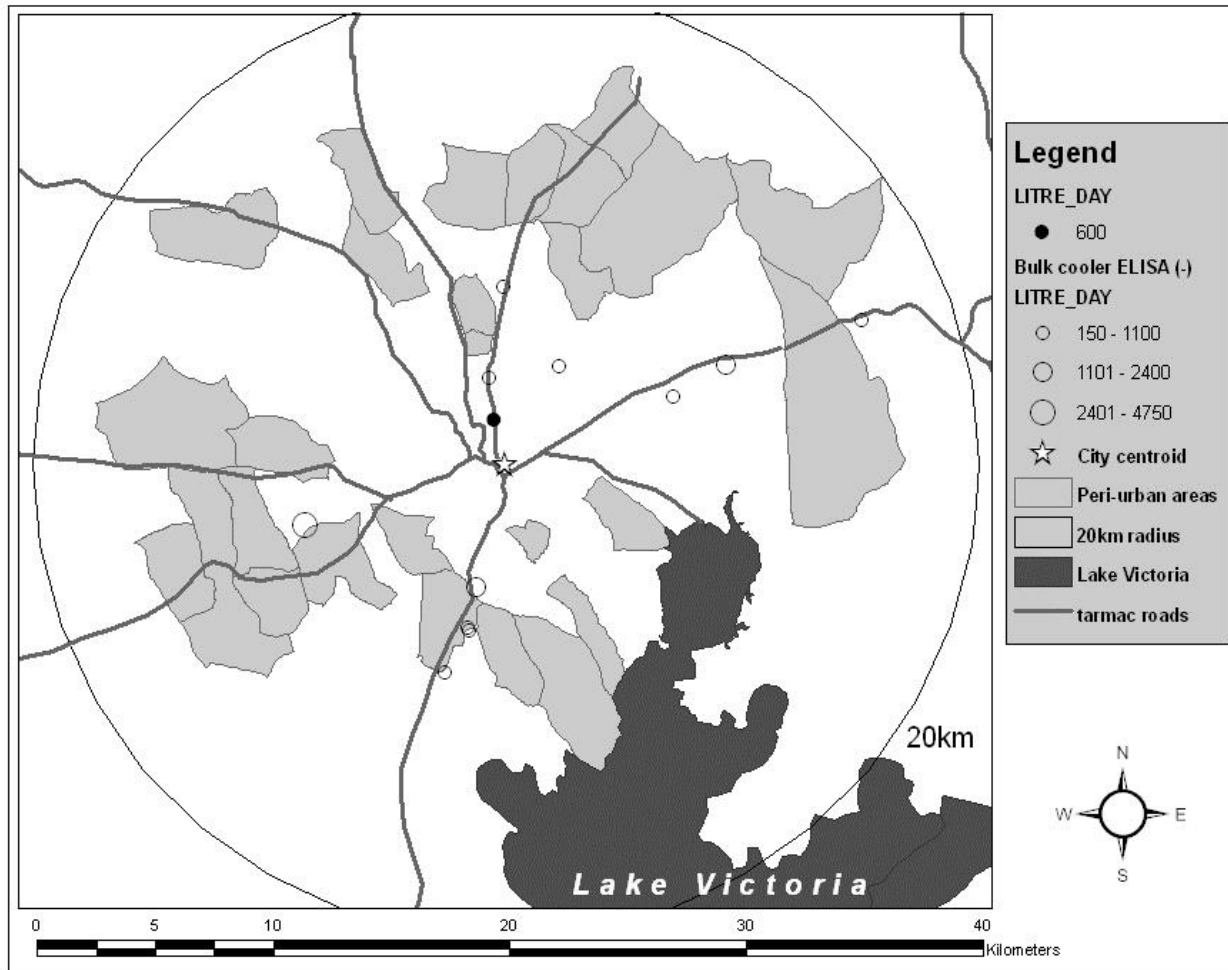 Legend
LITRE_DAY
600
Bulk cooler ELISA (-)
LITRE_DAY
150 - 1100
1101 - 2400
2401 - 4750
City centroid
Peri-urban areas
20km radius
Lake Victoria
tarmac roads
20km
N
W E
S
Lake Victoria
0 5 10 20 30 40
Kilometers